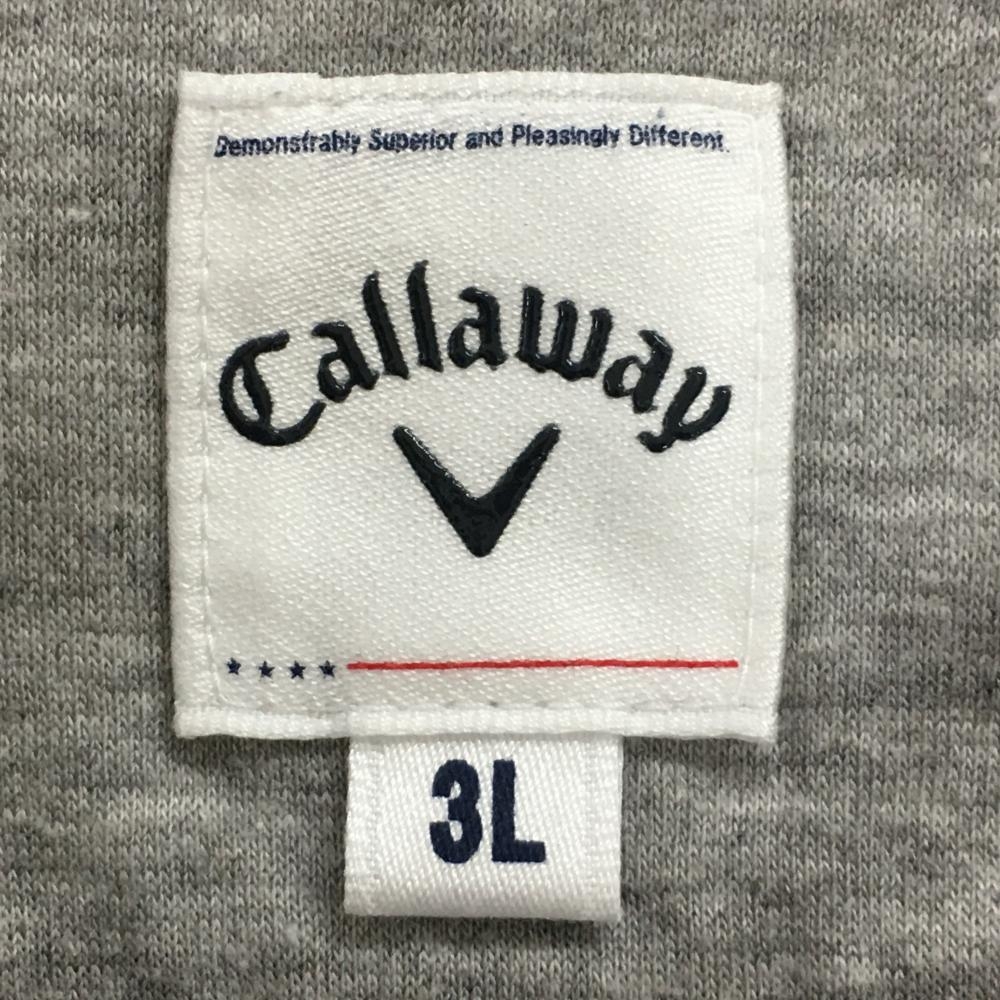 Demonstrably Superior and Pleasingly Different.
Callaway
3L